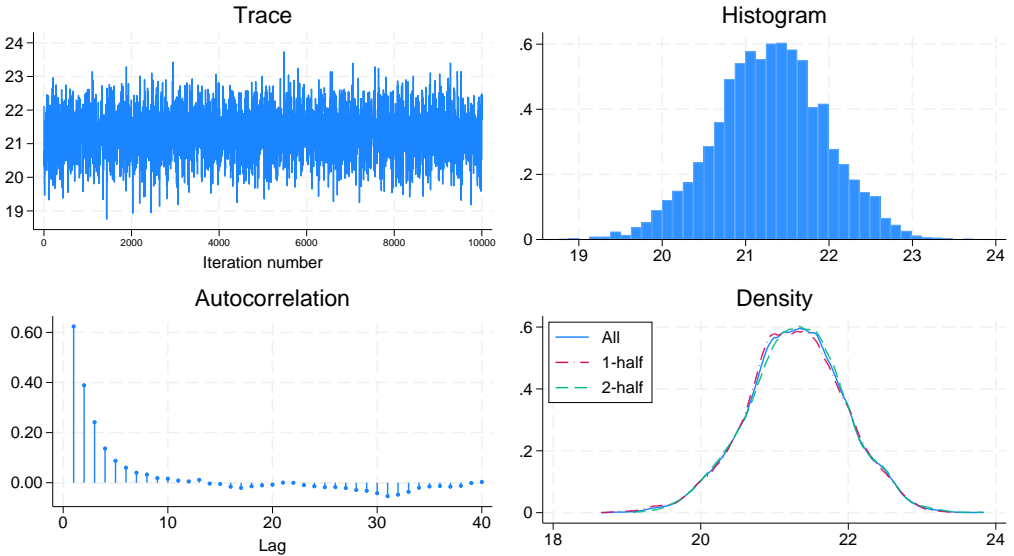 Trace
24
23
22
21
20
19
0 2000 4000 6000 8000 10000
Iteration number
Histogram
.6
.4
.2
0
19 20 21 22 23 24
Autocorrelation
0.60
0.40
0.20
0.00
0 10 20 30 40
Lag
Density
.6
.4
.2
0
All
1-half
2-half
18 20 22 24